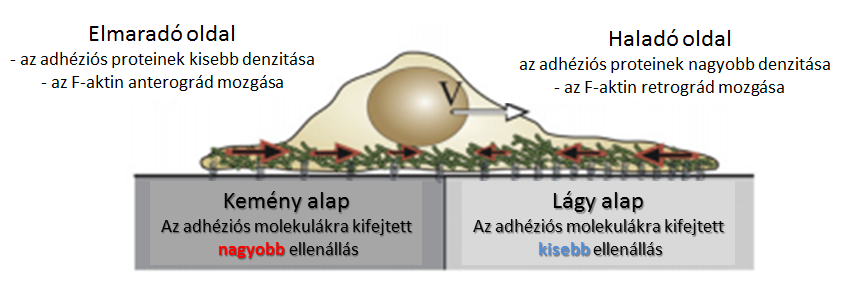 Elmaradó oldal
- az adhéziós proteinek kisebb denzitása
- az F-aktin anterográd mozgása
Haladó oldal
az adhéziós proteinek nagyobb denzitása
- az F-aktin retrográd mozgása
V
Kemény alap
Az adhéziós molekulákra kifejtett
nagyobb ellenállás
Lágy alap
Az adhéziós molekulákra kifejtett
kisebb ellenállás